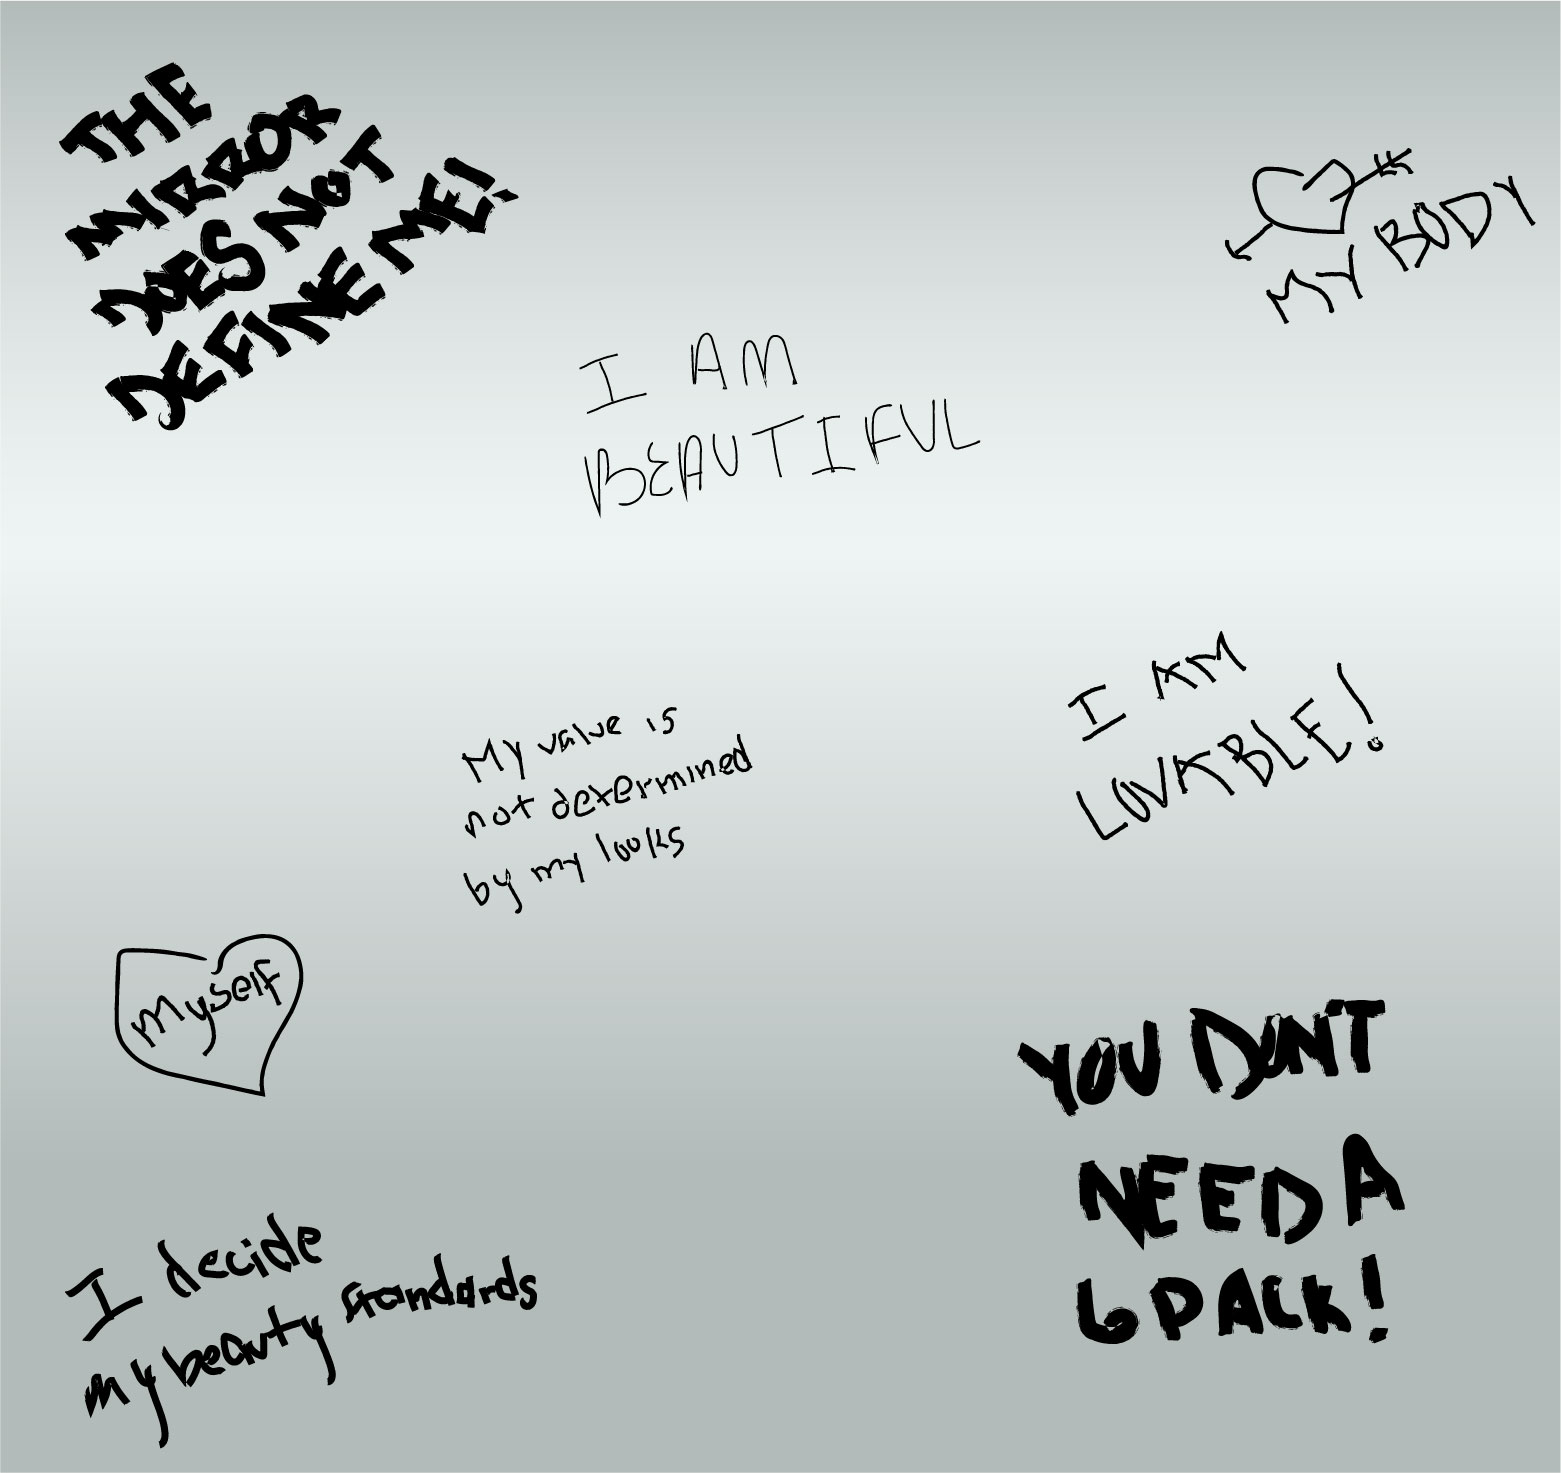 THE
MIRROR
DOES NOT
DEFINE ME!
MY BODY
I AM
BEAUTIFUL
I AM
LOVABLE!
My value is
not determined
by my looks
Myself
YOU DON'T
NEED A
6 PACK!
I decide
my beauty standards